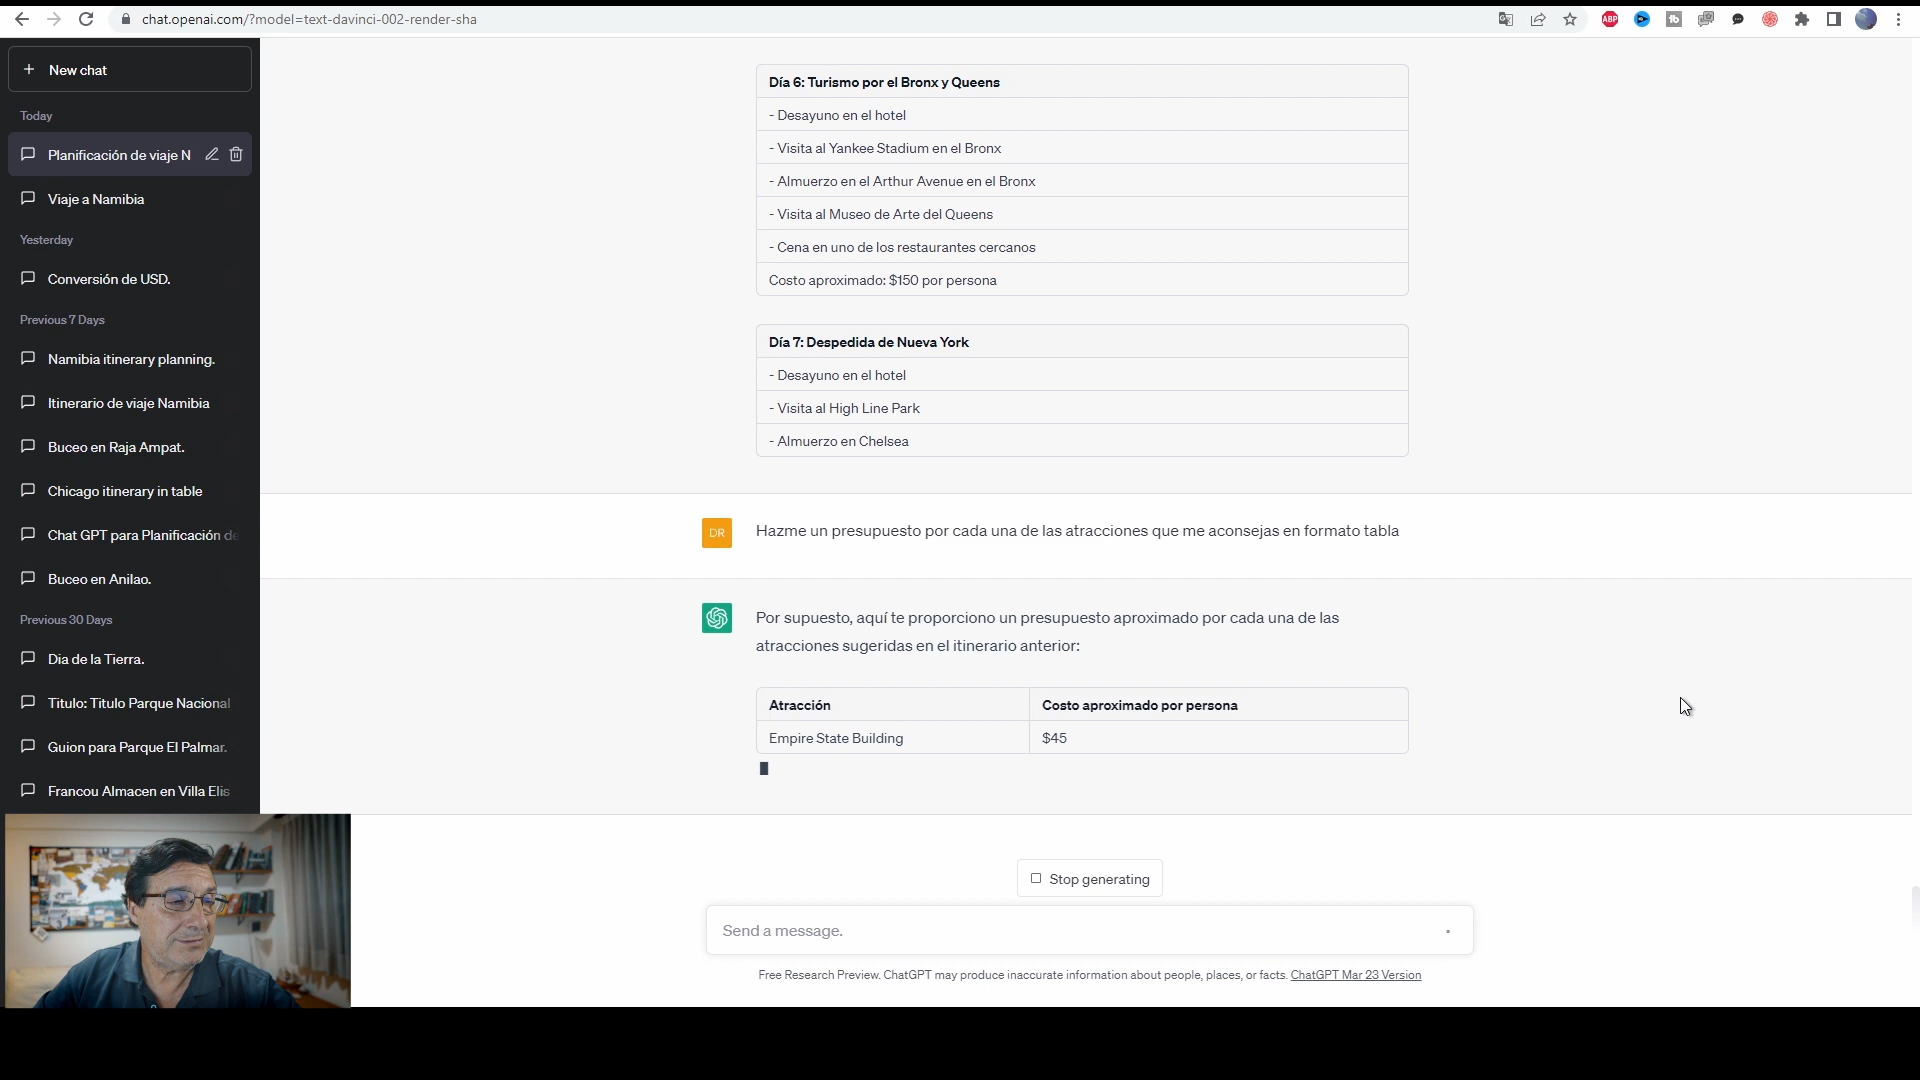 chat.openai.com/?model=text-davinci-002-render-sha
ABP
tb
+ New chat
Today
Planificación de viaje N
Viaje a Namibia
Yesterday
Conversión de USD.
Previous 7 Days
Namibia itinerary planning.
Itinerario de viaje Namibia
Buceo en Raja Ampat.
Chicago itinerary in table
Chat GPT para Planificación de
Buceo en Anilao.
Previous 30 Days
Dia de la Tierra.
Titulo: Titulo Parque Nacional
Guion para Parque El Palmar.
Francou Almacen en Villa Elis
Día 6: Turismo por el Bronx y Queens
- Desayuno en el hotel
- Visita al Yankee Stadium en el Bronx
- Almuerzo en el Arthur Avenue en el Bronx
- Visita al Museo de Arte del Queens
- Cena en uno de los restaurantes cercanos
Costo aproximado: $150 por persona
Día 7: Despedida de Nueva York
- Desayuno en el hotel
- Visita al High Line Park
- Almuerzo en Chelsea
DR
Hazme un presupuesto por cada una de las atracciones que me aconsejas en formato tabla
Por supuesto, aquí te proporciono un presupuesto aproximado por cada una de las
atracciones sugeridas en el itinerario anterior:
Atracción Costo aproximado por persona
Empire State Building $45
Stop generating
Send a message.
Free Research Preview. ChatGPT may produce inaccurate information about people, places, or facts. ChatGPT Mar 23 Version